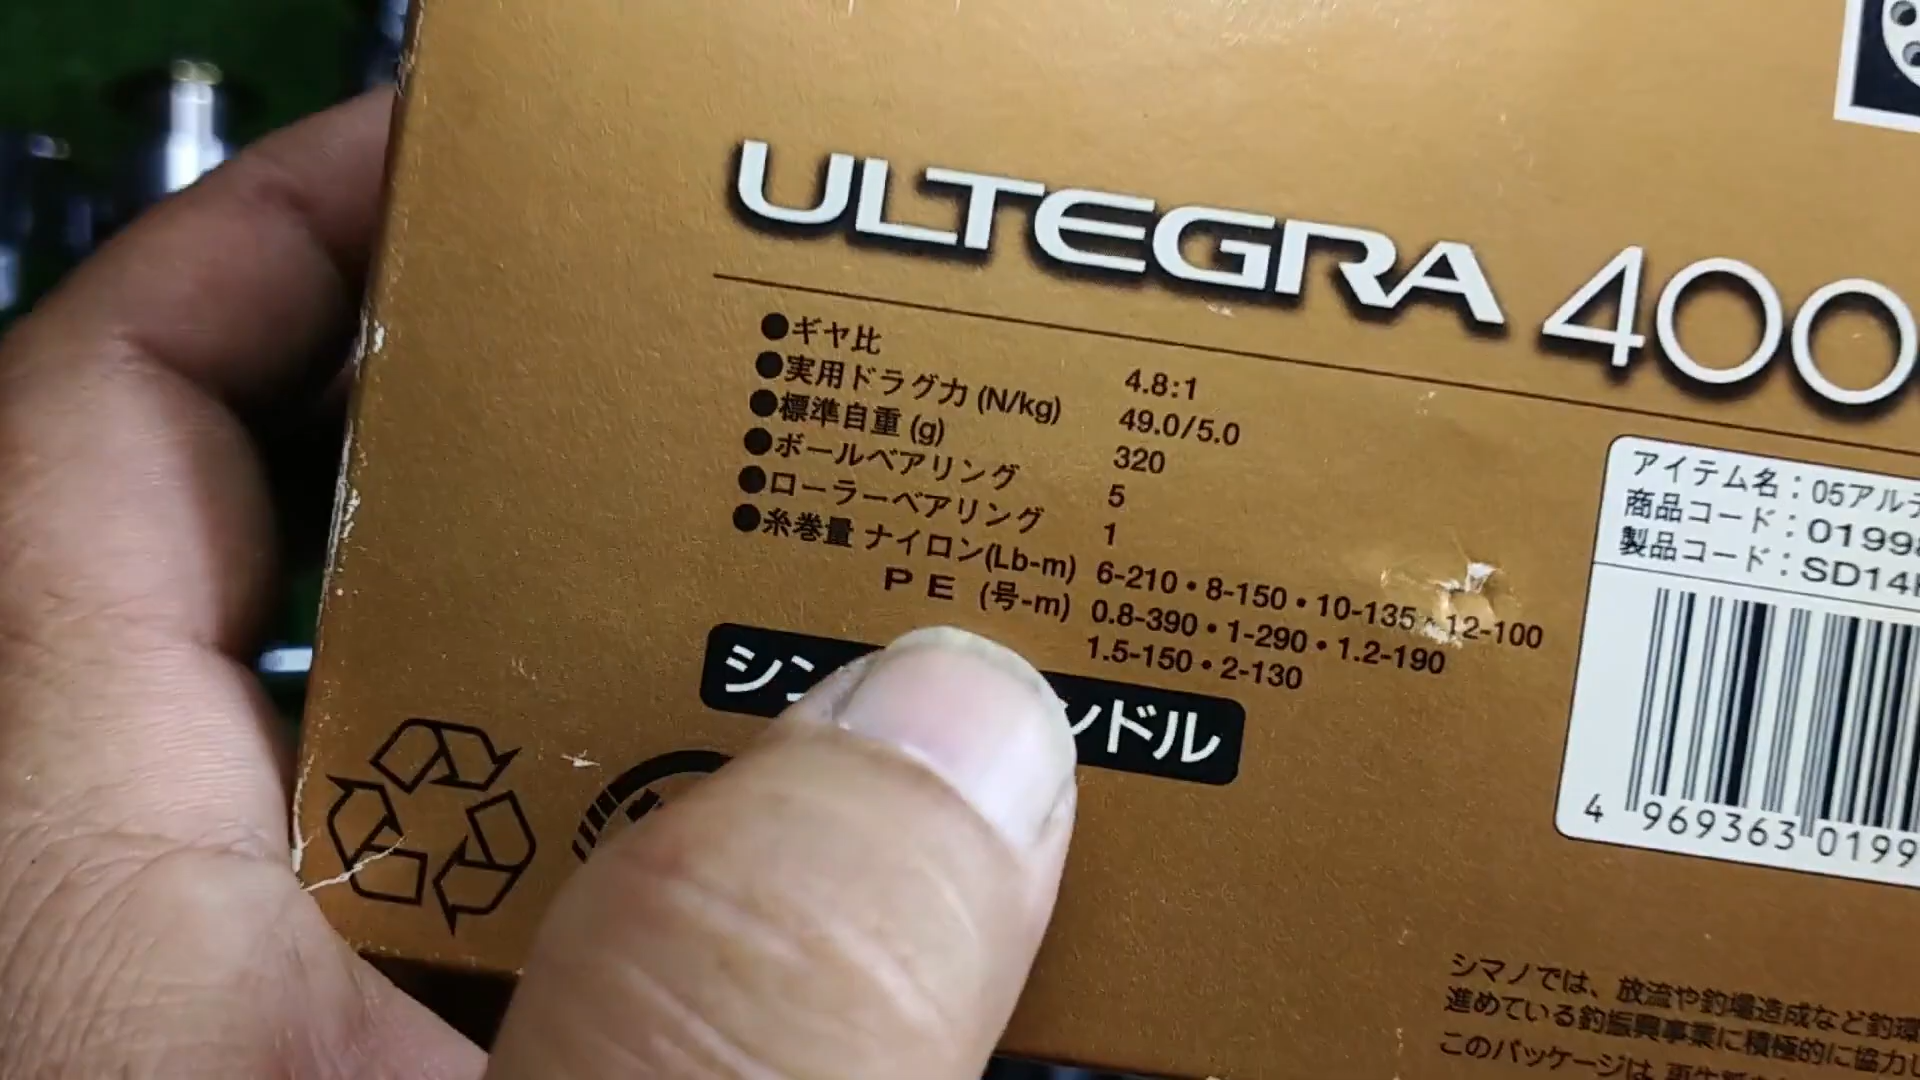 ULTEGRA 400
●ギヤ比 4.8:1
●実用ドラグ力(N/kg) 49.0/5.0
●標準自重(g) 320
●ボールベアリング 5
●ローラーベアリング 1
●糸巻量 ナイロン(Lb-m) 6-210・8-150・10-135・12-100
PE (号-m) 0.8-390・1-290・1.2-190
1.5-150・2-130
シン ンドル
アイテム名:05アルテ
商品コード:0199
製品コード:SD14
4 969363 0199
シマノでは、放流や釣場造成など釣環
進めている釣振興事業に積極的に協力し
このパッケージは、再生紙